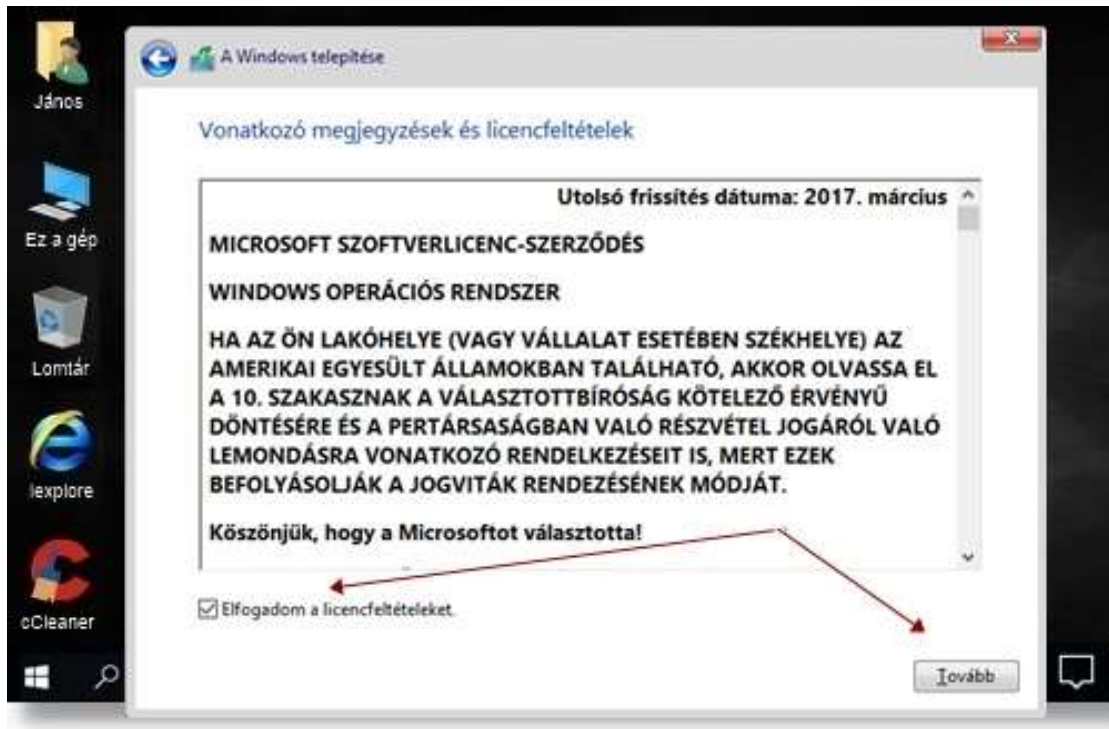 János
Ez a gép
Lomtár
Iexplore
cCleaner
A Windows telepítése
Vonatkozó megjegyzések és licencfeltételek
Utolsó frissítés dátuma: 2017. március
MICROSOFT SZOFTVERLICENC-SZERZŐDÉS
WINDOWS OPERÁCIÓS RENDSZER
HA AZ ÖN LAKÓHELYE (VAGY VÁLLALAT ESETÉBEN SZÉKHELYE) AZ
AMERIKAI EGYESÜLT ÁLLAMOKBAN TALÁLHATÓ, AKKOR OLVASSA EL
A 10. SZAKASZNAK A VÁLASZTOTTBÍRÓSÁG KÖTELEZŐ ÉRVÉNYŰ
DÖNTÉSÉRE ÉS A PERTÁRSASÁGBAN VALÓ RÉSZVÉTEL JOGÁRÓL VALÓ
LEMONDÁSRA VONATKOZÓ RENDELKEZÉSEIT IS, MERT EZEK
BEFOLYÁSOLJÁK A JOGVITÁK RENDEZÉSÉNEK MÓDJÁT.
Köszönjük, hogy a Microsoftot választotta!
Elfogadom a licencfeltételeket.
Tovább